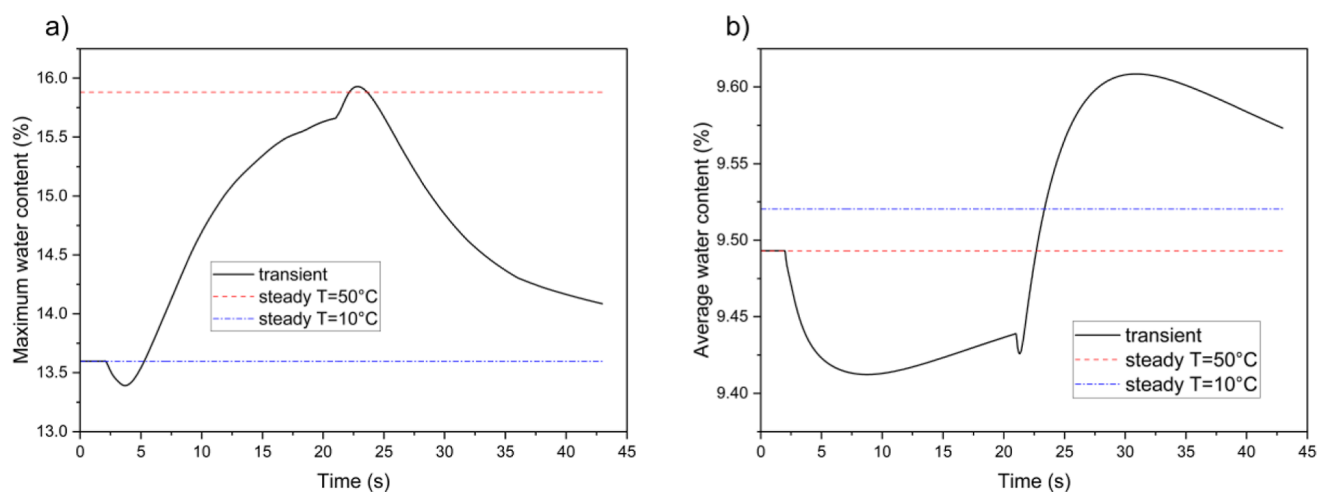 a)
Maximum water content (%)
16.0
15.5
15.0
14.5
14.0
13.5
13.0
transient
steady T=50°C
steady T=10°C
0 5 10 15 20 25 30 35 40 45
Time (s)
b)
Average water content (%)
9.60
9.55
9.50
9.45
9.40
transient
steady T=50°C
steady T=10°C
0 5 10 15 20 25 30 35 40 45
Time (s)